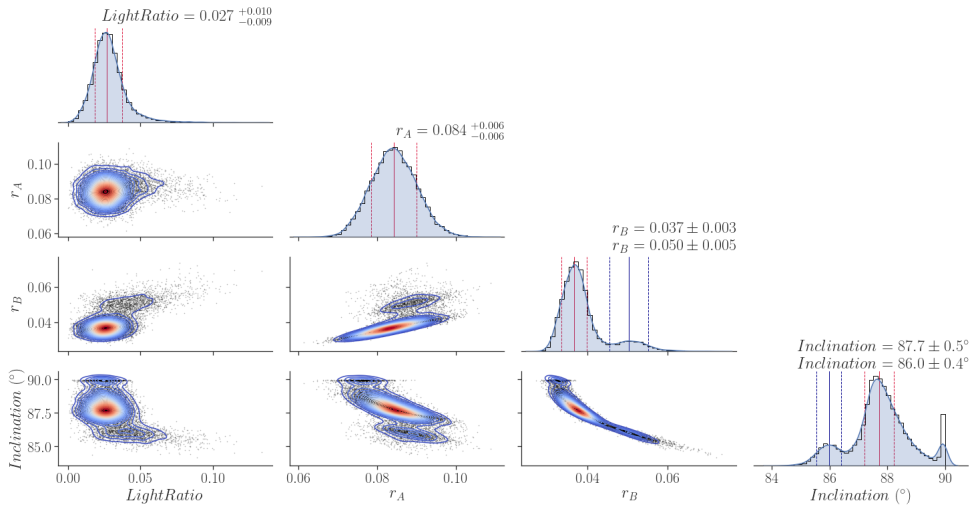 LightRatio = 0.027 +0.010 -0.009
r_A = 0.084 +0.006 -0.006
0.10
0.08
0.06
r_A
r_B = 0.037 ± 0.003
r_B = 0.050 ± 0.005
0.06
0.04
r_B
Inclination = 87.7 ± 0.5°
Inclination = 86.0 ± 0.4°
90.0
87.5
85.0
Inclination (°)
0.00 0.05 0.10
0.08 0.10
0.04 0.06
84 86 88 90
LightRatio
r_A
r_B
Inclination (°)